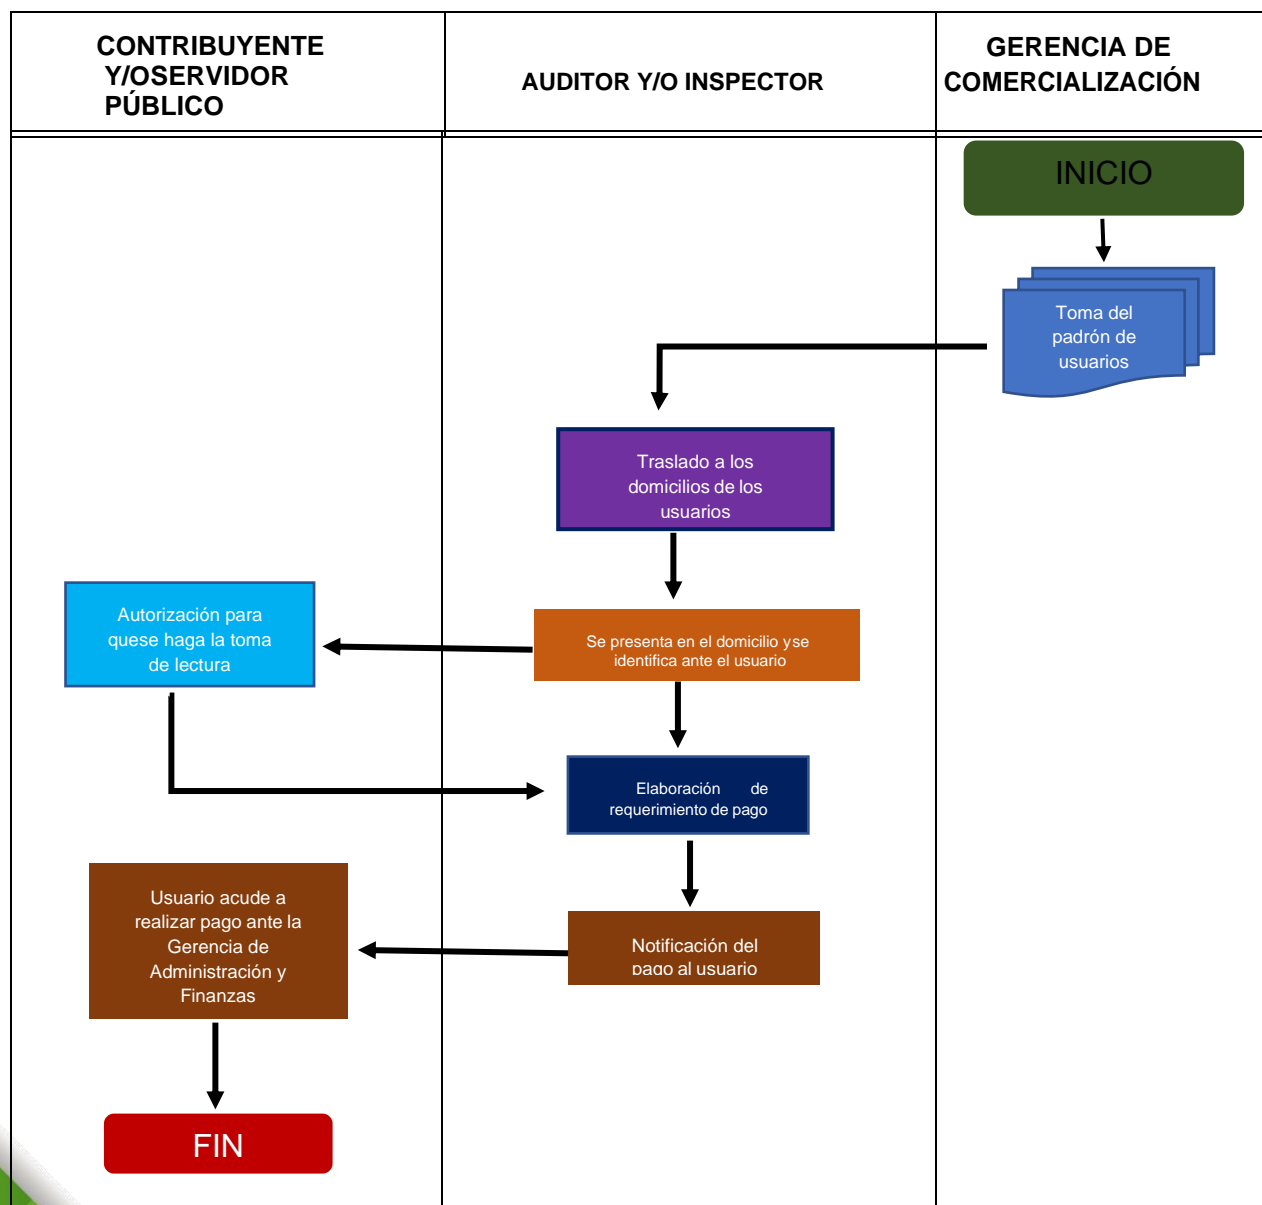 CONTRIBUYENTE
Y/OSERVIDOR
PÚBLICO
AUDITOR Y/O INSPECTOR
GERENCIA DE
COMERCIALIZACIÓN
INICIO
Toma del
padrón de
usuarios
Traslado a los
domicilios de los
usuarios
Autorización para
quese haga la toma
de lectura
Se presenta en el domicilio yse
identifica ante el usuario
Elaboración de
requerimiento de pago
Usuario acude a
realizar pago ante la
Gerencia de
Administración y
Finanzas
Notificación del
pago al usuario
FIN